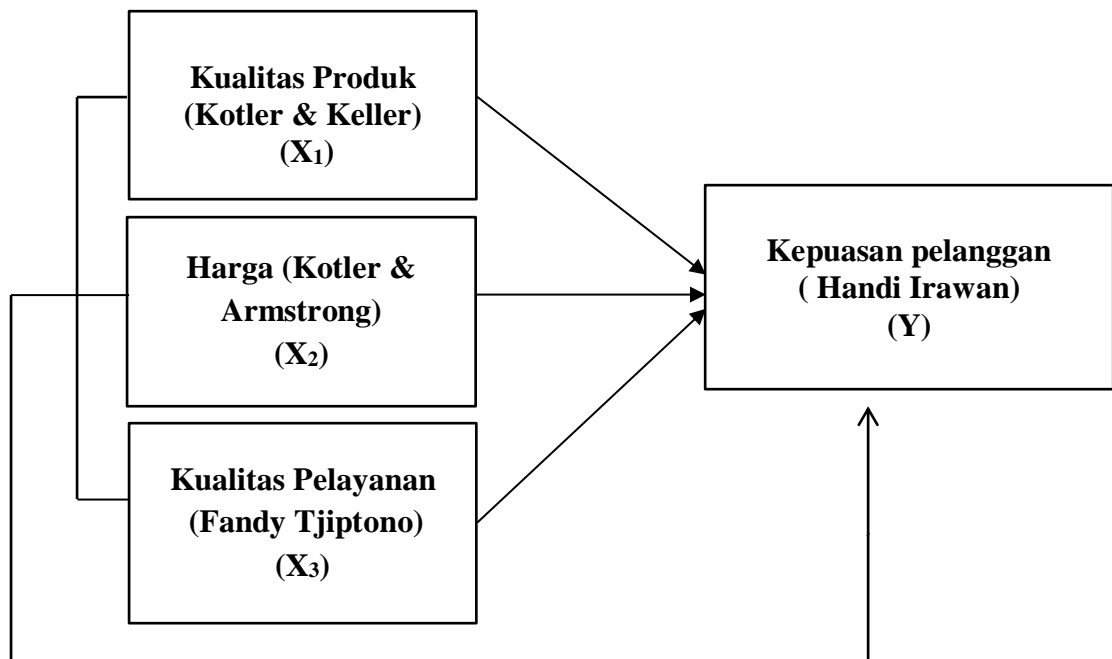 Kualitas Produk
(Kotler & Keller)
(X₁)
Harga (Kotler &
Armstrong)
(X₂)
Kualitas Pelayanan
(Fandy Tjiptono)
(X₃)
Kepuasan pelanggan
( Handi Irawan)
(Y)